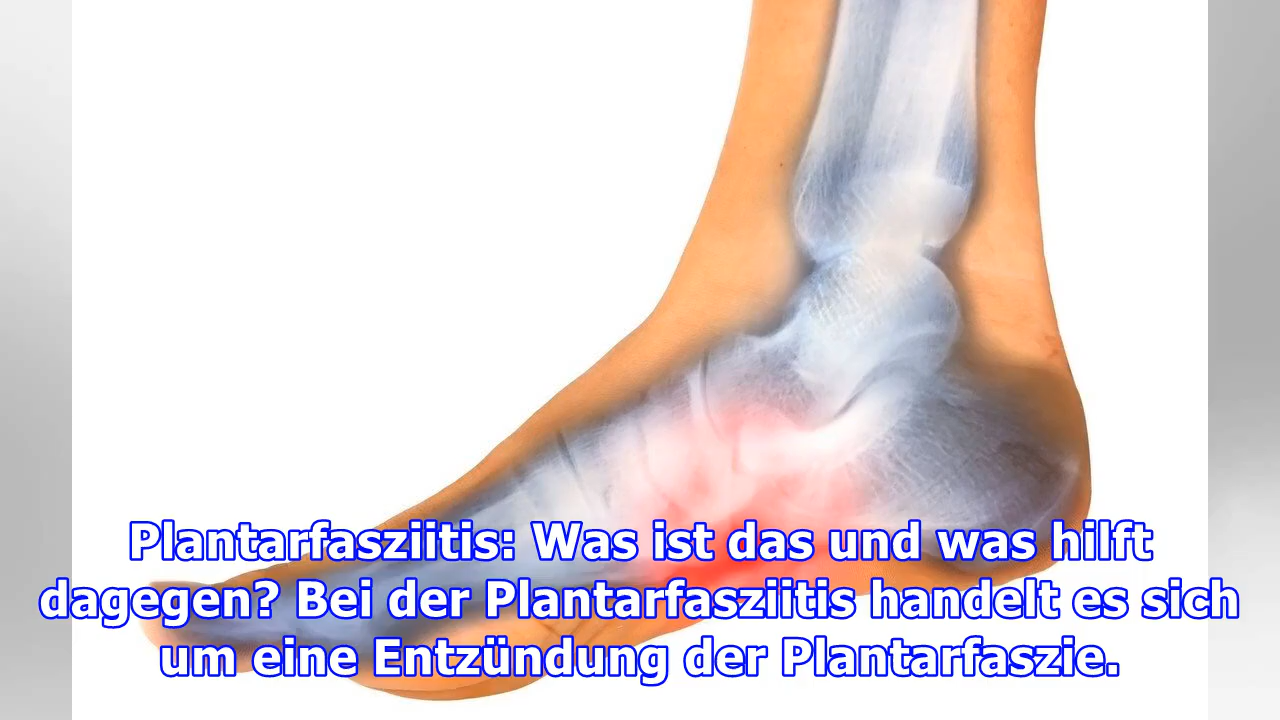 Plantarfasziitis: Was ist das und was hilft
dagegen? Bei der Plantarfasziitis handelt es sich
um eine Entzündung der Plantarfaszie.